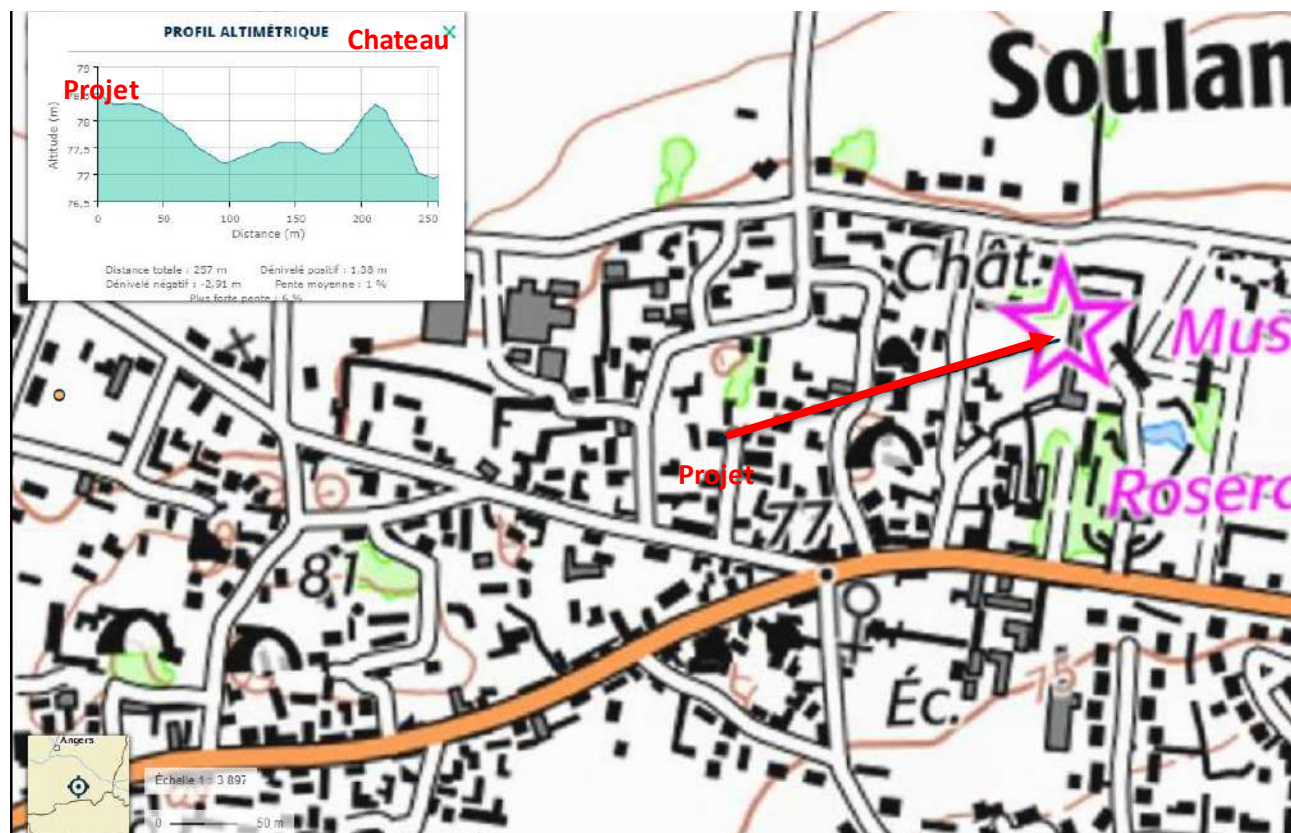 PROFIL ALTIMÉTRIQUE
Chateau
Projet
79
78
77,5
77
76,5
Altitude (m)
0 50 100 150 200 250
Distance (m)
Distance totale : 257 m Dénivelé positif : 1,38 m
Dénivelé négatif : -2,91 m Pente moyenne : 1 %
Plus forte pente : 6 %
Soulan
Chât.
Mus
Projet
Rosera
77
81
75
Éc.
Angers
Échelle 1 : 3 897
0 50 m